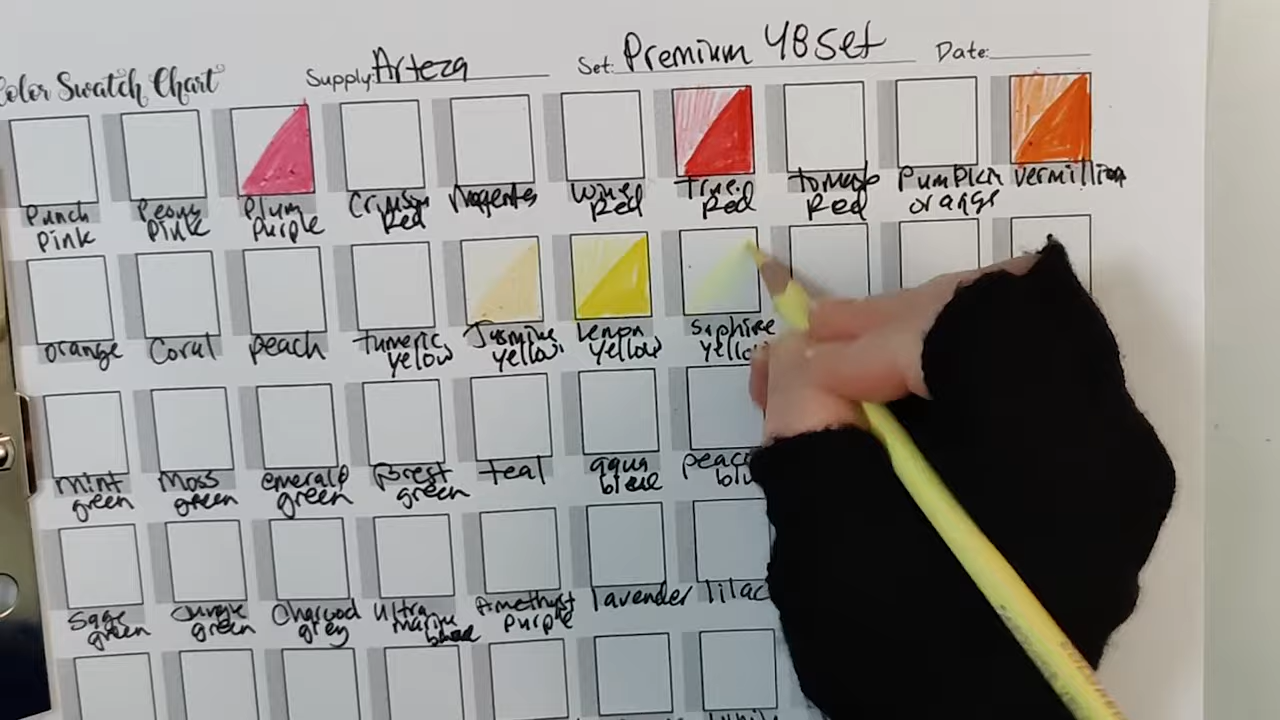 Color Swatch Chart Supply: Arteza Set: Premium 48 Set Date:
Punch Pink Peony Pink Plum Purple Crimson Red Magenta Wine Red True Red Tomato Red Pumpkin orange vermillion
orange Coral peach tumeric yellow Jasmine yellow Lemon yellow Saphire yellow
mint green Moss green emerald green Forest green teal aqua blue
Sage green Jungle green Charcoal grey Ultra marine blue Amethyst purple lavender lilac